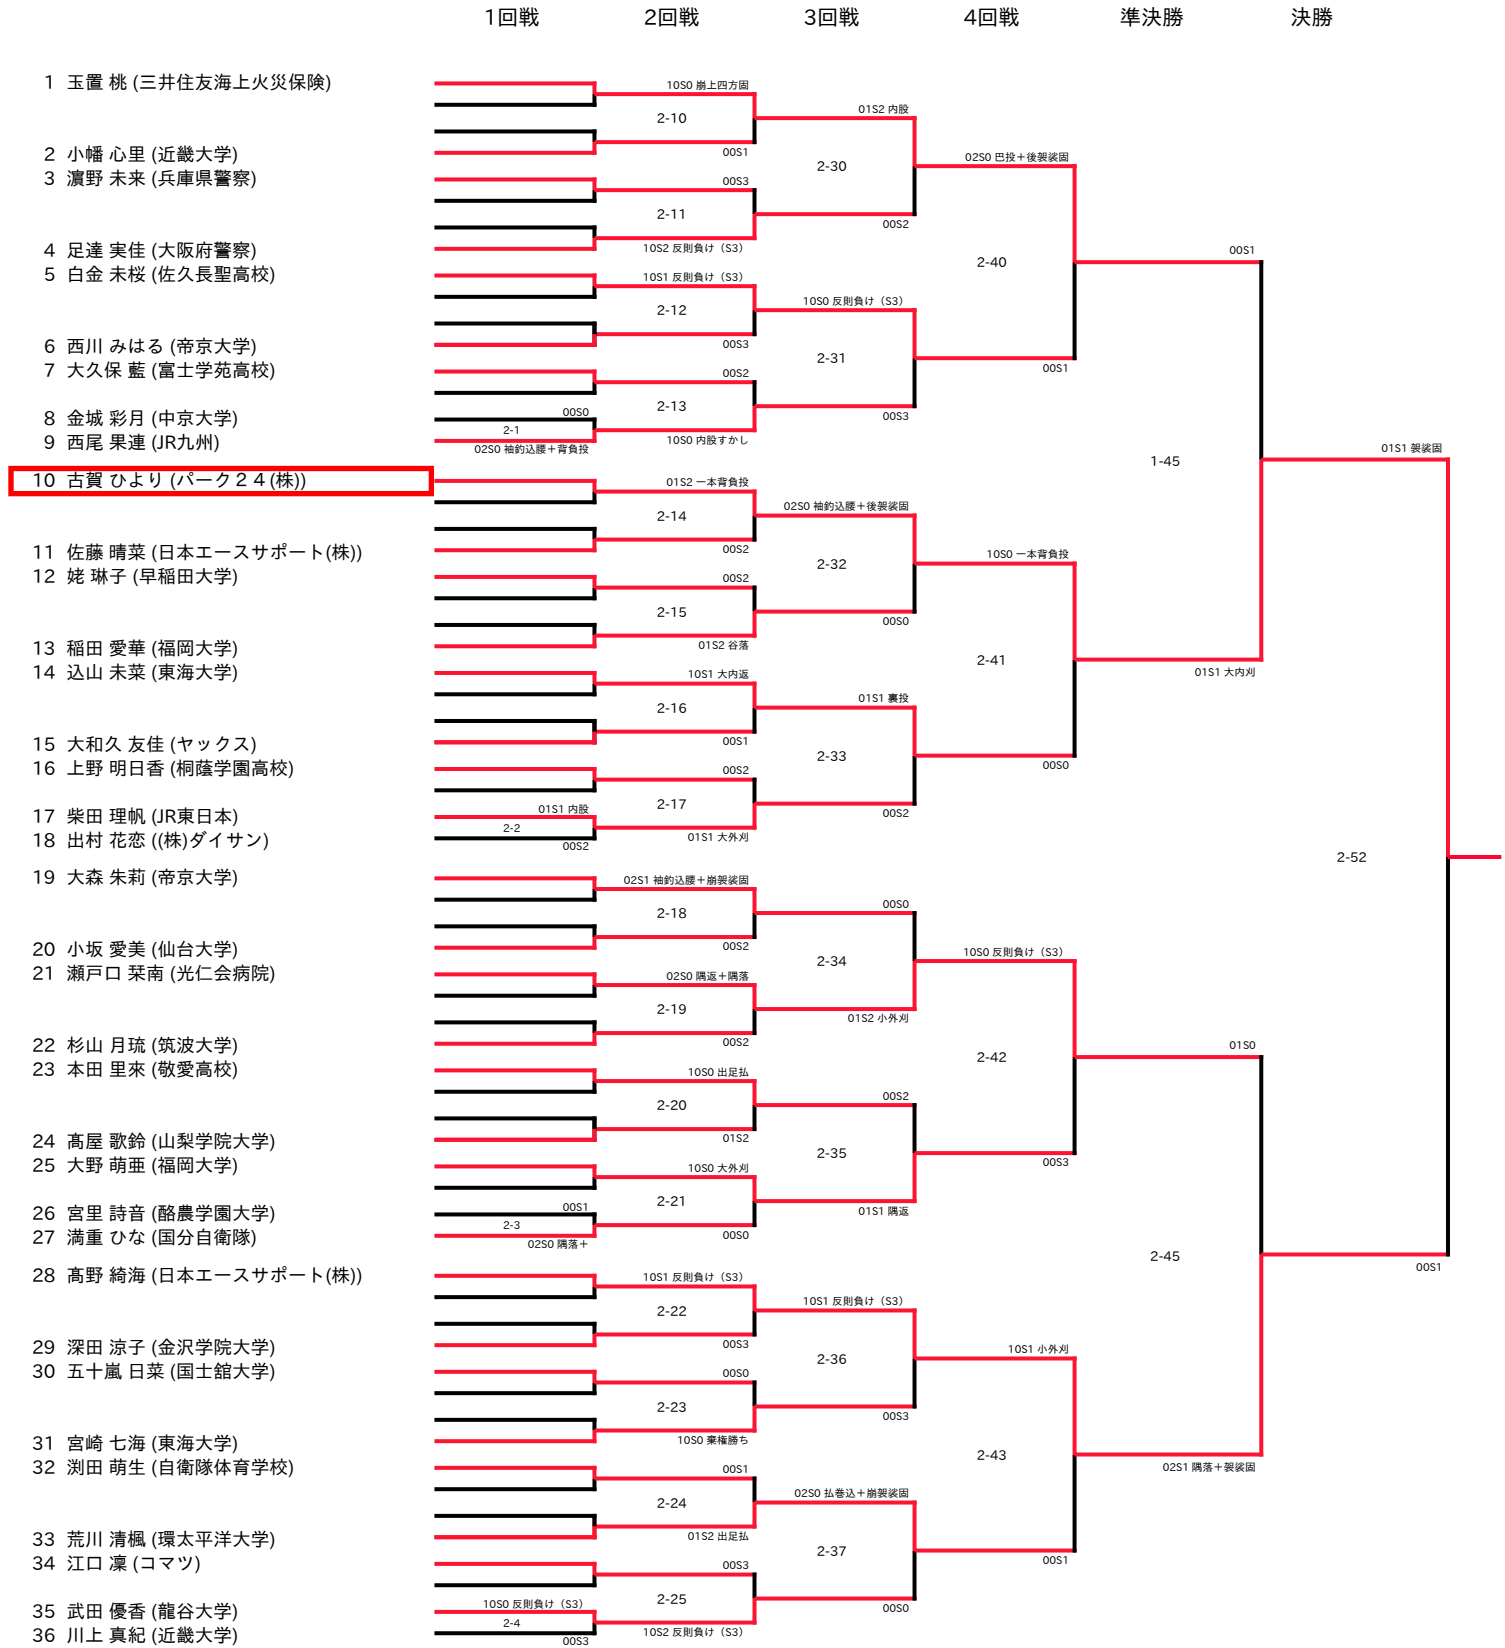 1回戦 2回戦 3回戦 4回戦 準決勝 決勝
1 玉置 桃 (三井住友海上火災保険)
10S0 崩上四方固
01S2 内股
2-10
2 小幡 心里 (近畿大学)
00S1
02S0 巴投+後袈裟固
2-30
3 濵野 未来 (兵庫県警察)
00S3
2-11
00S2
4 足達 実佳 (大阪府警察)
10S2 反則負け（S3）
00S1
2-40
5 白金 未桜 (佐久長聖高校)
10S1 反則負け（S3）
10S0 反則負け（S3）
2-12
6 西川 みはる (帝京大学)
00S3
2-31
7 大久保 藍 (富士学苑高校)
00S2
00S1
2-13
8 金城 彩月 (中京大学)
00S0
00S3
2-1
9 西尾 果連 (JR九州)
10S0 内股すかし
02S0 袖釣込腰+背負投
01S1 袈裟固
1-45
10 古賀 ひより (パーク２４(株))
01S2 一本背負投
02S0 袖釣込腰+後袈裟固
2-14
11 佐藤 晴菜 (日本エースサポート(株))
00S2
10S0 一本背負投
2-32
12 姥 琳子 (早稲田大学)
00S2
2-15
00S0
13 稲田 愛華 (福岡大学)
01S2 谷落
2-41
14 込山 未菜 (東海大学)
10S1 大内返
01S1 大内刈
01S1 裏投
2-16
15 大和久 友佳 (ヤックス)
00S1
2-33
16 上野 明日香 (桐蔭学園高校)
00S2
00S0
2-17
17 柴田 理帆 (JR東日本)
01S1 内股
00S2
2-2
18 出村 花恋 ((株)ダイサン)
01S1 大外刈
00S2
2-52
19 大森 朱莉 (帝京大学)
02S1 袖釣込腰+崩袈裟固
00S0
2-18
20 小坂 愛美 (仙台大学)
00S2
10S0 反則負け（S3）
2-34
21 瀬戸口 栞南 (光仁会病院)
02S0 隅返+隅落
2-19
01S2 小外刈
22 杉山 月琉 (筑波大学)
00S2
01S0
2-42
23 本田 里來 (敬愛高校)
10S0 出足払
00S2
2-20
24 髙屋 歌鈴 (山梨学院大学)
01S2
2-35
25 大野 萌亜 (福岡大学)
10S0 大外刈
00S3
2-21
26 宮里 詩音 (酪農学園大学)
00S1
01S1 隅返
2-3
27 満重 ひな (国分自衛隊)
00S0
02S0 隅落+
2-45
00S1
28 髙野 綺海 (日本エースサポート(株))
10S1 反則負け（S3）
10S1 反則負け（S3）
2-22
29 深田 涼子 (金沢学院大学)
00S3
10S1 小外刈
2-36
30 五十嵐 日菜 (国士舘大学)
00S0
2-23
00S3
31 宮崎 七海 (東海大学)
10S0 棄権勝ち
2-43
32 渕田 萌生 (自衛隊体育学校)
00S1
02S1 隅落+袈裟固
02S0 払巻込+崩袈裟固
2-24
33 荒川 清楓 (環太平洋大学)
01S2 出足払
2-37
34 江口 凜 (コマツ)
00S3
00S1
2-25
35 武田 優香 (龍谷大学)
10S0 反則負け（S3）
00S0
2-4
36 川上 真紀 (近畿大学)
10S2 反則負け（S3）
00S3